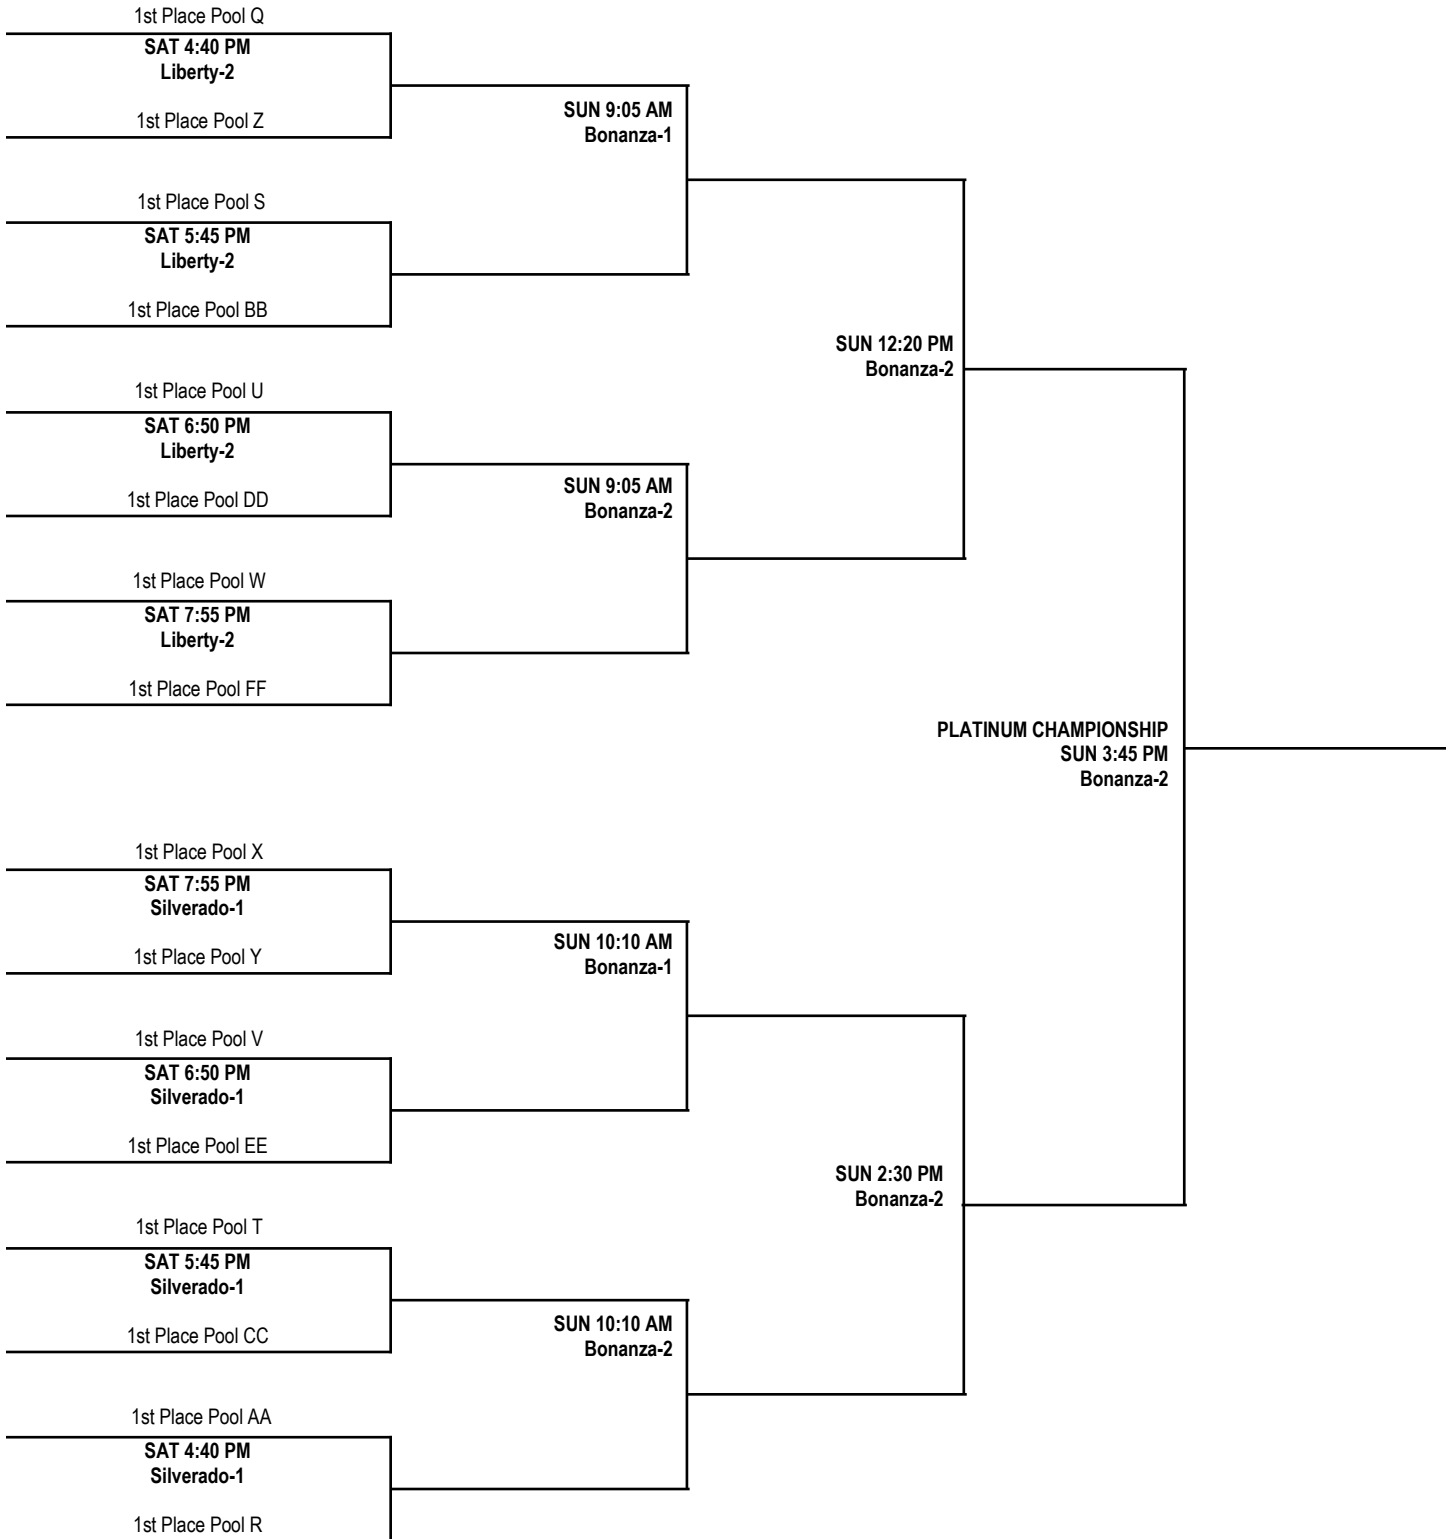 1st Place Pool Q
SAT 4:40 PM
Liberty-2
1st Place Pool Z
SUN 9:05 AM
Bonanza-1
1st Place Pool S
SAT 5:45 PM
Liberty-2
1st Place Pool BB
SUN 12:20 PM
Bonanza-2
1st Place Pool U
SAT 6:50 PM
Liberty-2
1st Place Pool DD
SUN 9:05 AM
Bonanza-2
1st Place Pool W
SAT 7:55 PM
Liberty-2
1st Place Pool FF
PLATINUM CHAMPIONSHIP
SUN 3:45 PM
Bonanza-2
1st Place Pool X
SAT 7:55 PM
Silverado-1
1st Place Pool Y
SUN 10:10 AM
Bonanza-1
1st Place Pool V
SAT 6:50 PM
Silverado-1
1st Place Pool EE
SUN 2:30 PM
Bonanza-2
1st Place Pool T
SAT 5:45 PM
Silverado-1
1st Place Pool CC
SUN 10:10 AM
Bonanza-2
1st Place Pool AA
SAT 4:40 PM
Silverado-1
1st Place Pool R